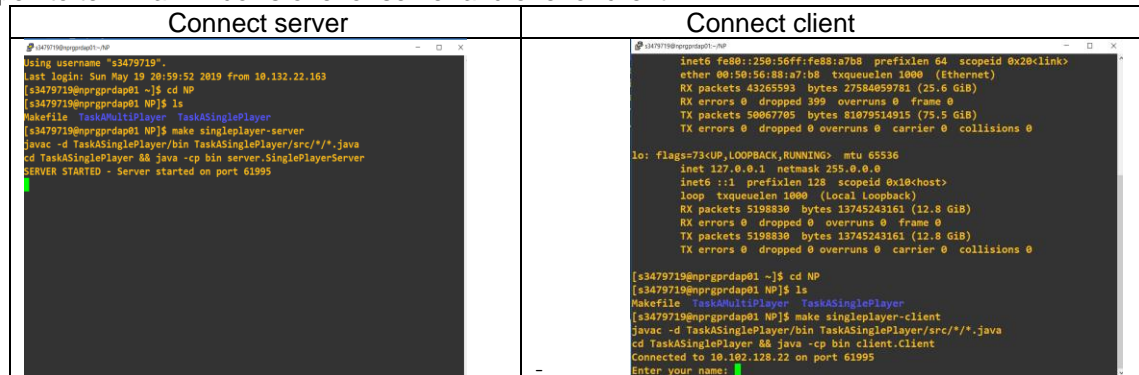 Connect server
s3479719@nprgprdap01:~/NP
Using username "s3479719".
Last login: Sun May 19 20:59:52 2019 from 10.132.22.163
[s3479719@nprgprdap01 ~]$ cd NP
[s3479719@nprgprdap01 NP]$ ls
Makefile TaskAMultiPlayer TaskASinglePlayer
[s3479719@nprgprdap01 NP]$ make singleplayer-server
javac -d TaskASinglePlayer/bin TaskASinglePlayer/src/*/*.java
cd TaskASinglePlayer && java -cp bin server.SinglePlayerServer
SERVER STARTED - Server started on port 61995
Connect client
s3479719@nprgprdap01:~/NP
inet6 fe80::250:56ff:fe88:a7b8 prefixlen 64 scopeid 0x20<link>
ether 00:50:56:88:a7:b8 txqueuelen 1000 (Ethernet)
RX packets 43265593 bytes 27584059781 (25.6 GiB)
RX errors 0 dropped 399 overruns 0 frame 0
TX packets 50067705 bytes 81079514915 (75.5 GiB)
TX errors 0 dropped 0 overruns 0 carrier 0 collisions 0
lo: flags=73<UP,LOOPBACK,RUNNING> mtu 65536
inet 127.0.0.1 netmask 255.0.0.0
inet6 ::1 prefixlen 128 scopeid 0x10<host>
loop txqueuelen 1000 (Local Loopback)
RX packets 5198830 bytes 13745243161 (12.8 GiB)
RX errors 0 dropped 0 overruns 0 frame 0
TX packets 5198830 bytes 13745243161 (12.8 GiB)
TX errors 0 dropped 0 overruns 0 carrier 0 collisions 0
[s3479719@nprgprdap01 ~]$ cd NP
[s3479719@nprgprdap01 NP]$ ls
Makefile TaskAMultiPlayer TaskASinglePlayer
[s3479719@nprgprdap01 NP]$ make singleplayer-client
javac -d TaskASinglePlayer/bin TaskASinglePlayer/src/*/*.java
cd TaskASinglePlayer && java -cp bin client.Client
Connected to 10.102.128.22 on port 61995
Enter your name: